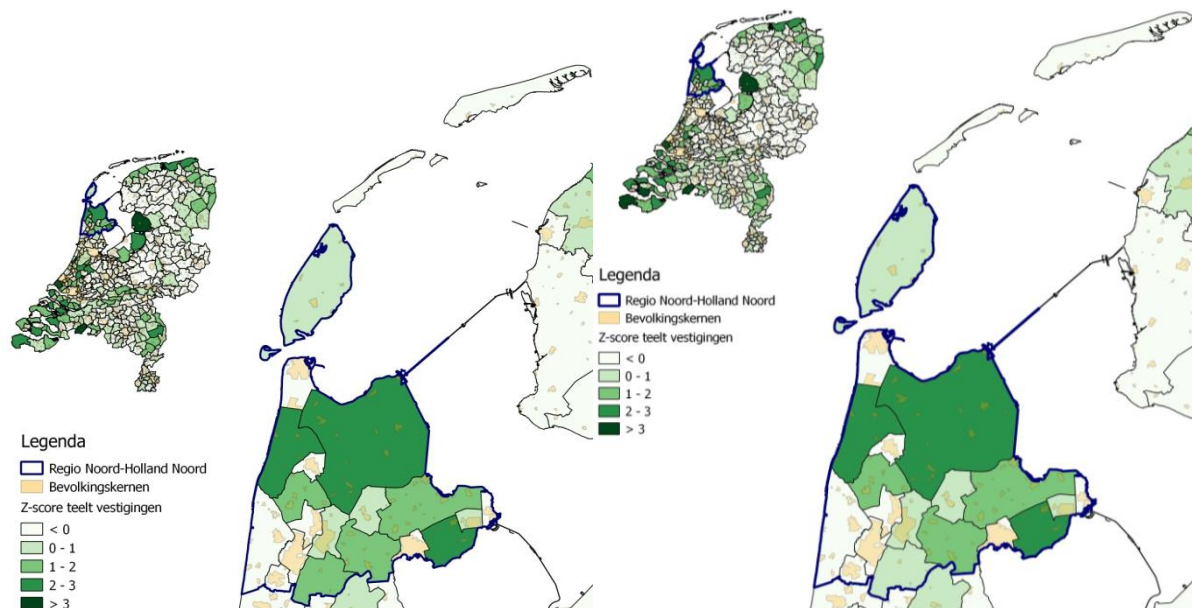 Legenda
Regio Noord-Holland Noord
Bevolkingskernen
Z-score teelt vestigingen
< 0
0 - 1
1 - 2
2 - 3
> 3
Legenda
Regio Noord-Holland Noord
Bevolkingskernen
Z-score teelt vestigingen
< 0
0 - 1
1 - 2
2 - 3
> 3